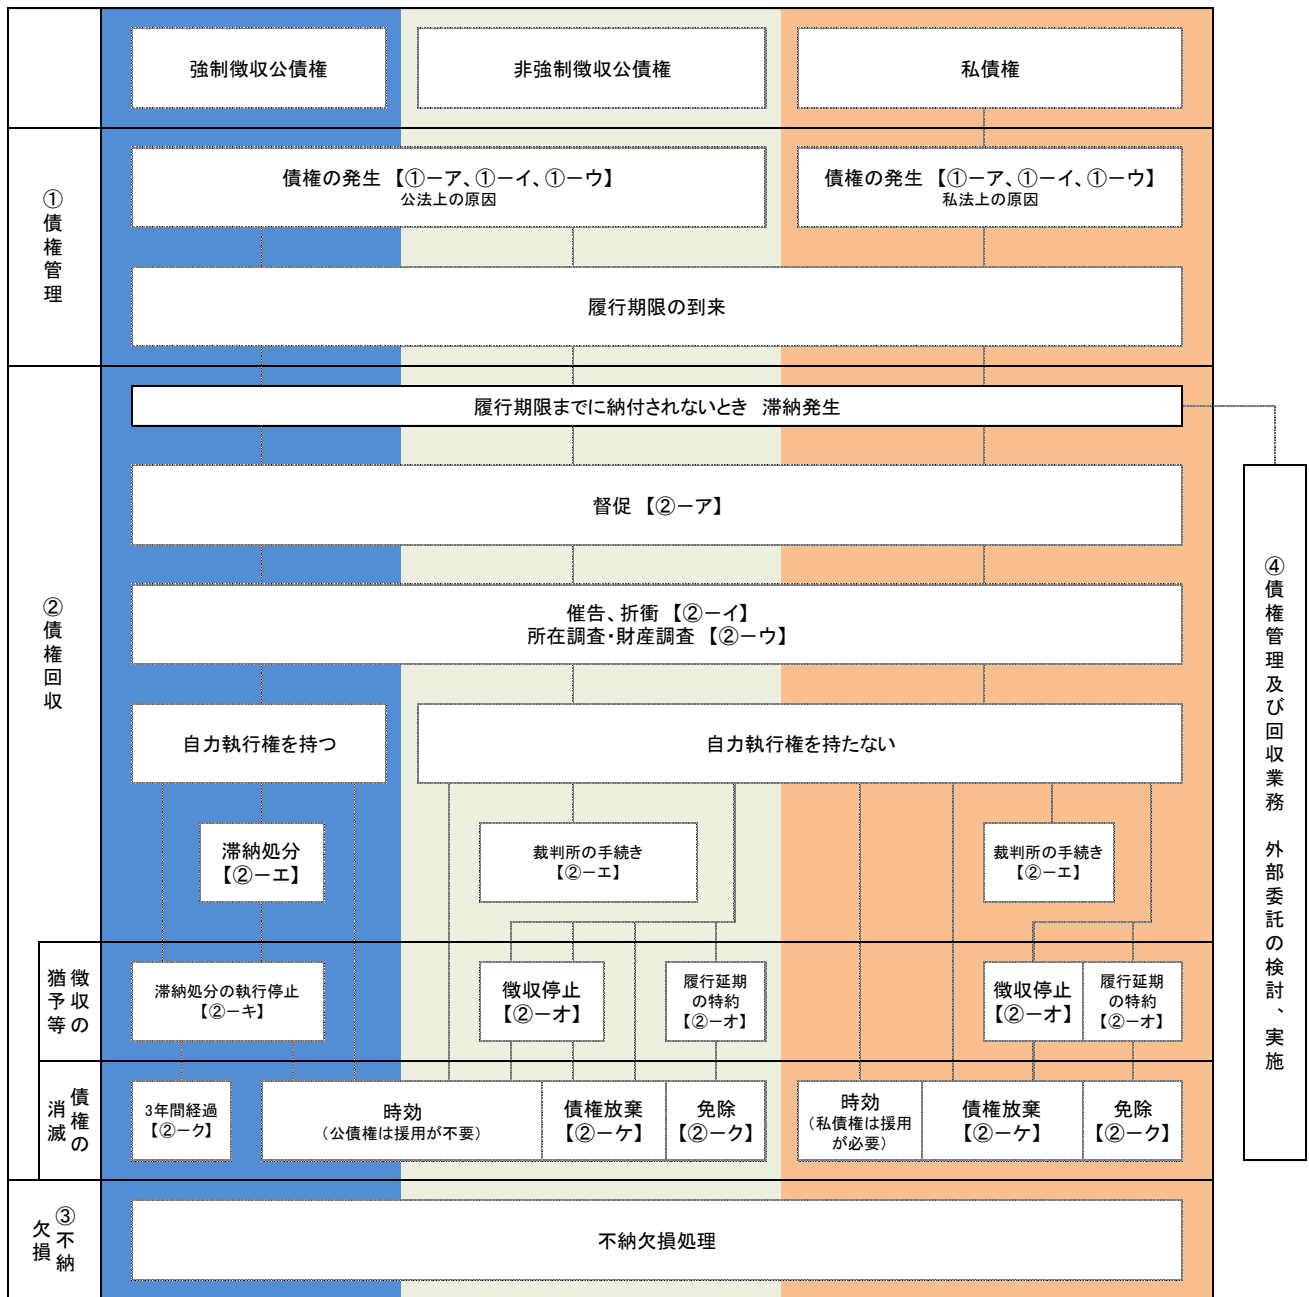 強制徴収公債権
非強制徴収公債権
私債権
①債権管理
債権の発生 【①ーア、①ーイ、①ーウ】
公法上の原因
債権の発生 【①ーア、①ーイ、①ーウ】
私法上の原因
履行期限の到来
②債権回収
履行期限までに納付されないとき 滞納発生
督促 【②ーア】
催告、折衝 【②ーイ】
所在調査・財産調査 【②ーウ】
自力執行権を持つ
自力執行権を持たない
滞納処分
【②ーエ】
裁判所の手続き
【②ーエ】
裁判所の手続き
【②ーエ】
徴収の
猶予等
滞納処分の執行停止
【②ーキ】
徴収停止
【②ーオ】
履行延期
の特約
【②ーオ】
徴収停止
【②ーオ】
履行延期
の特約
【②ーオ】
債権の
消滅
3年間経過
【②ーク】
時効
（公債権は援用が不要）
債権放棄
【②ーケ】
免除
【②ーク】
時効
（私債権は援用
が必要）
債権放棄
【②ーケ】
免除
【②ーク】
③不納
欠損
不納欠損処理
④債権管理及び回収業務 外部委託の検討、実施